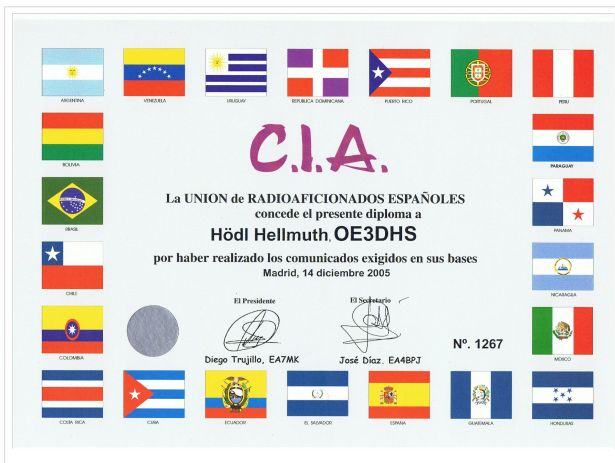 ARGENTINA VENEZUELA URUGUAY REPUBLICA DOMINICANA PUERTO RICO PORTUGAL PERU
C.I.A.
BOLIVIA PARAGUAY
La UNION de RADIOAFICIONADOS ESPAÑOLES
concede el presente diploma a
Hödl Hellmuth, OE3DHS
BRASIL PANAMA
por haber realizado los comunicados exigidos en sus bases
Madrid, 14 diciembre 2005
CHILE NICARAGUA
El Presidente El Secretario
Nº. 1267
Diego Trujillo, EA7MK José Díaz. EA4BPJ
COLOMBIA MEXICO
COSTA RICA CUBA ECUADOR EL SALVADOR ESPAÑA GUATEMALA HONDURAS